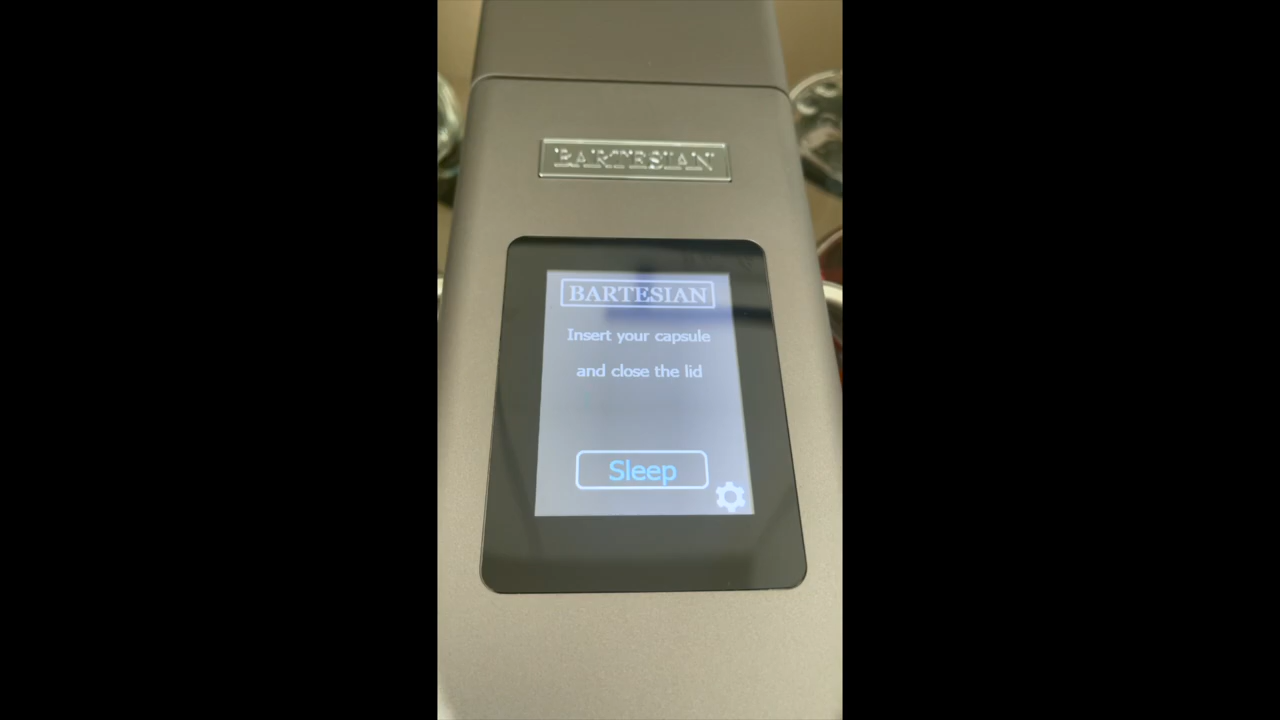 BARTESIAN
BARTESIAN
Insert your capsule
and close the lid
Sleep